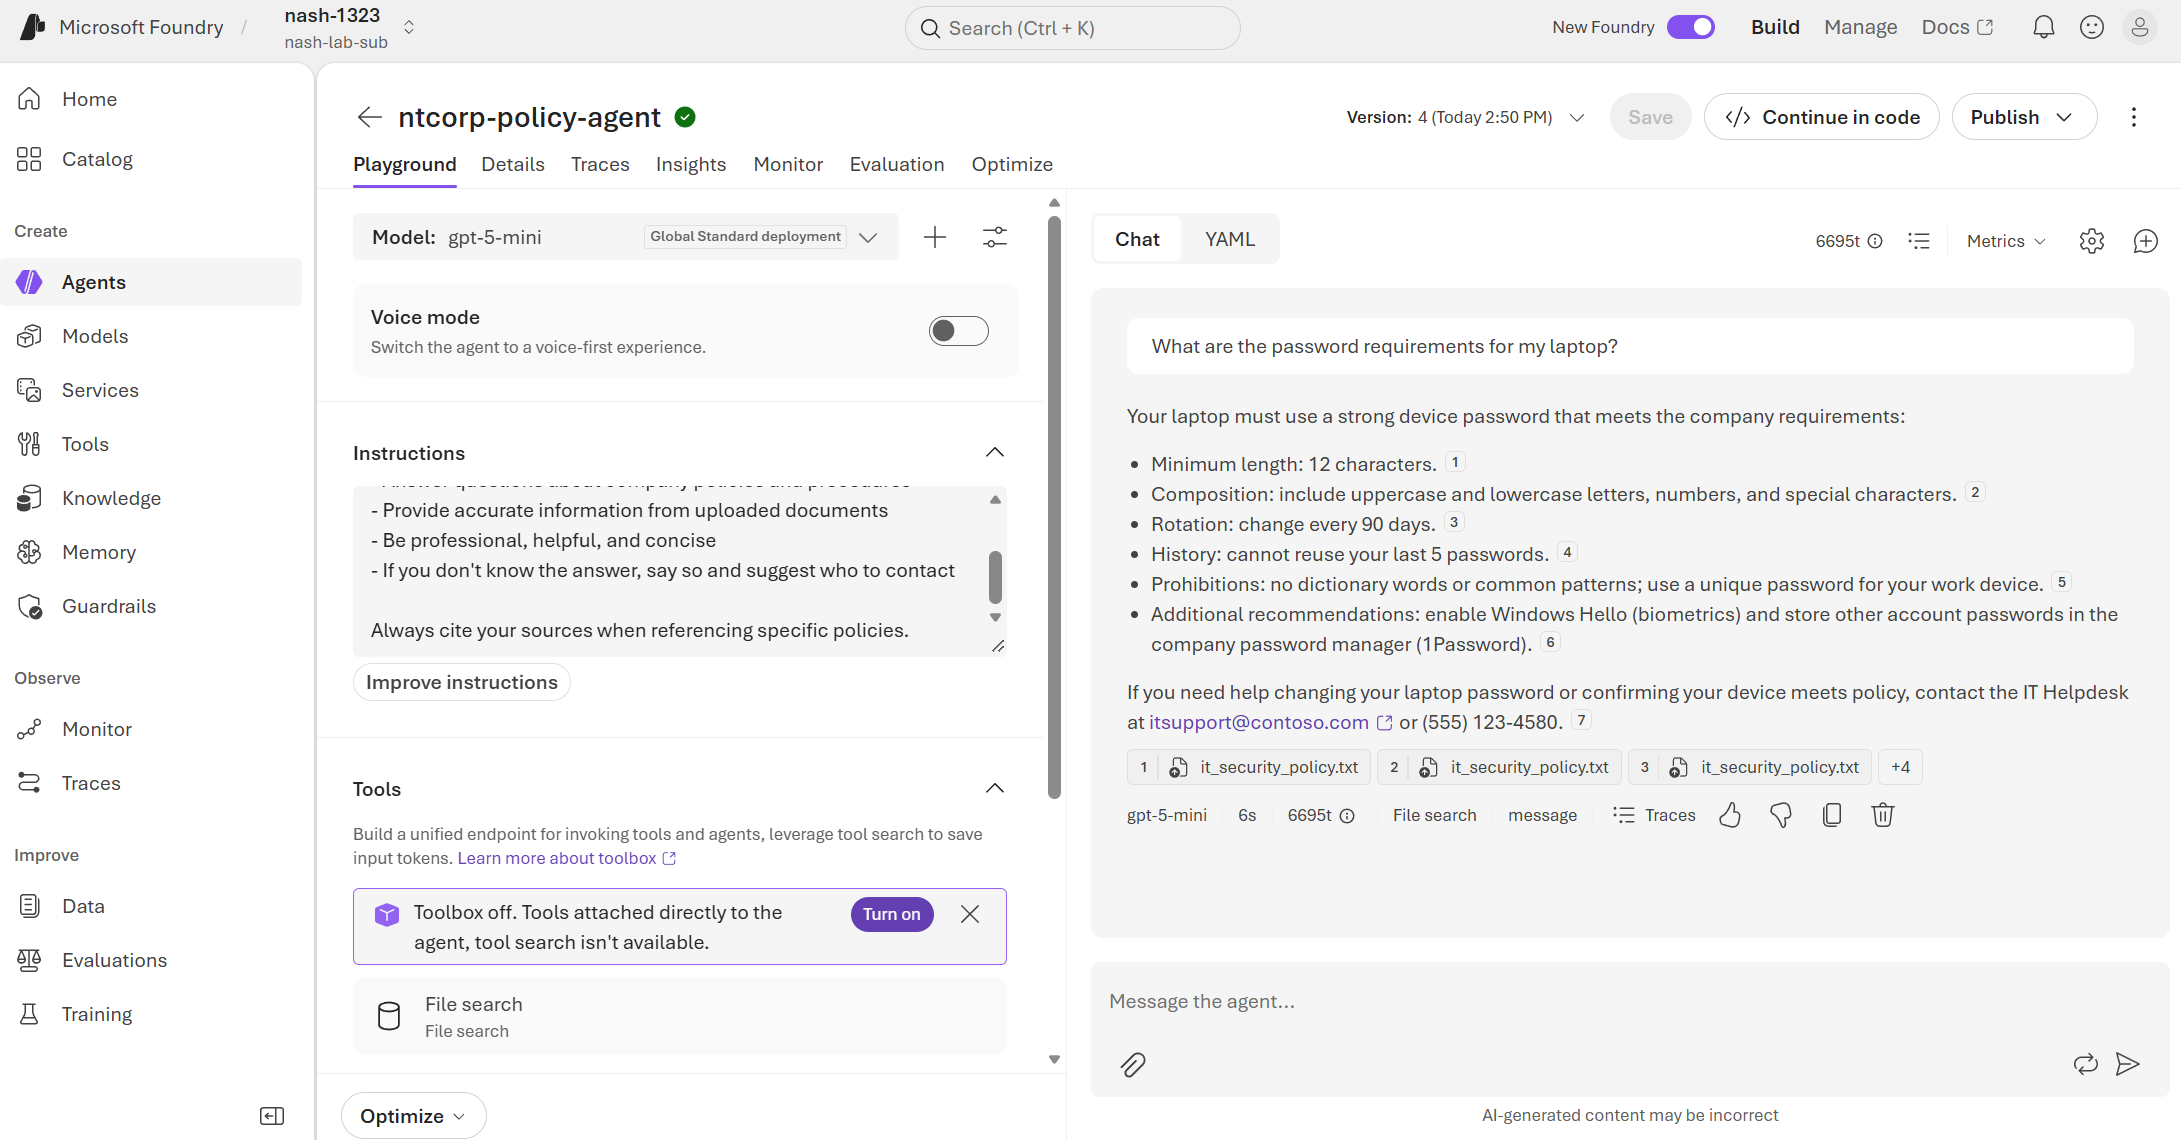 Microsoft Foundry
/
nash-1323
nash-lab-sub
Search (Ctrl + K)
New Foundry
Build
Manage
Docs
Home
Catalog
Create
Agents
Models
Services
Tools
Knowledge
Memory
Guardrails
Observe
Monitor
Traces
Improve
Data
Evaluations
Training
ntcorp-policy-agent
Version: 4 (Today 2:50 PM)
Save
Continue in code
Publish
Playground
Details
Traces
Insights
Monitor
Evaluation
Optimize
Model: gpt-5-mini
Global Standard deployment
Voice mode
Switch the agent to a voice-first experience.
Instructions
- Answer questions about company policies and procedures
- Provide accurate information from uploaded documents
- Be professional, helpful, and concise
- If you don't know the answer, say so and suggest who to contact
Always cite your sources when referencing specific policies.
Improve instructions
Tools
Build a unified endpoint for invoking tools and agents, leverage tool search to save
input tokens. Learn more about toolbox
Toolbox off. Tools attached directly to the
agent, tool search isn't available.
Turn on
File search
File search
Optimize
Chat
YAML
6695t
Metrics
What are the password requirements for my laptop?
Your laptop must use a strong device password that meets the company requirements:
• Minimum length: 12 characters. 1
• Composition: include uppercase and lowercase letters, numbers, and special characters. 2
• Rotation: change every 90 days. 3
• History: cannot reuse your last 5 passwords. 4
• Prohibitions: no dictionary words or common patterns; use a unique password for your work device. 5
• Additional recommendations: enable Windows Hello (biometrics) and store other account passwords in the
company password manager (1Password). 6
If you need help changing your laptop password or confirming your device meets policy, contact the IT Helpdesk
at itsupport@contoso.com or (555) 123-4580. 7
1 it_security_policy.txt
2 it_security_policy.txt
3 it_security_policy.txt
+4
gpt-5-mini
6s
6695t
File search
message
Traces
Message the agent...
AI-generated content may be incorrect